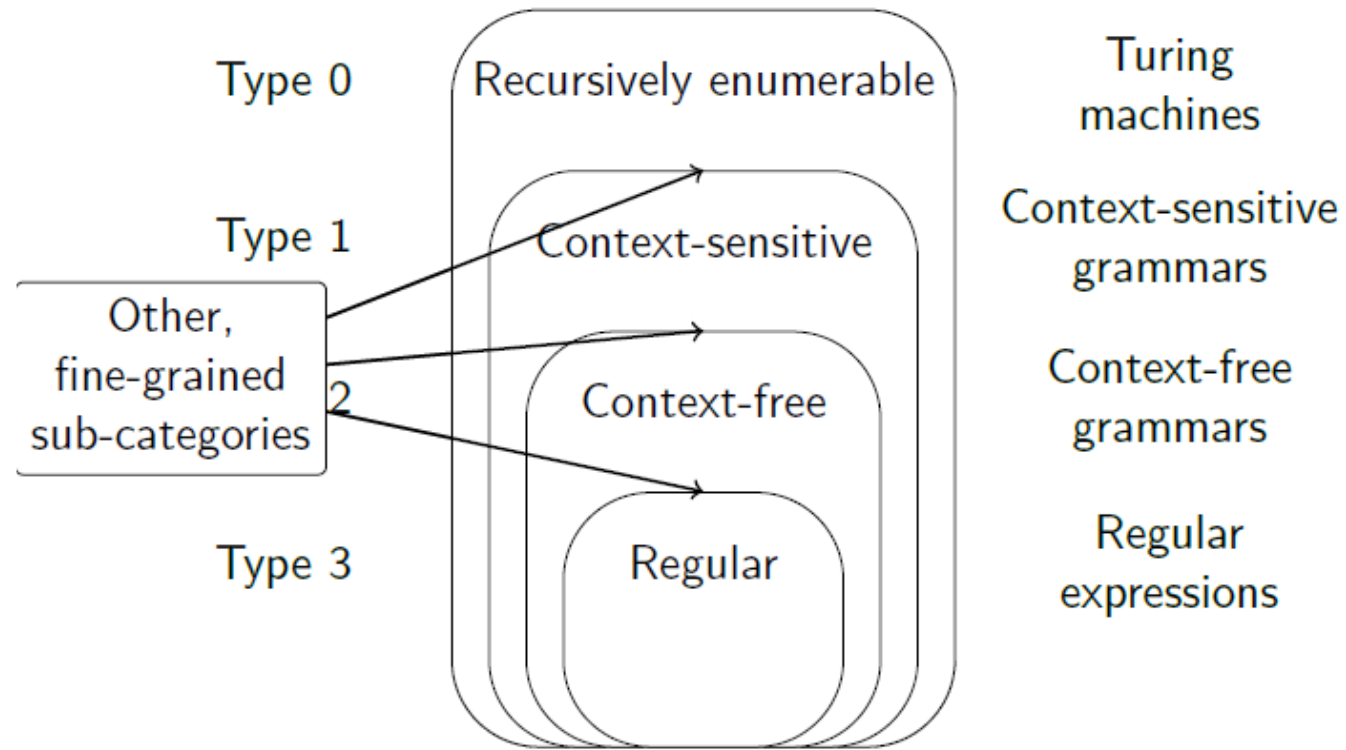 Type 0
Recursively enumerable
Turing
machines
Type 1
Context-sensitive
Context-sensitive
grammars
Other,
fine-grained
sub-categories
2
Context-free
Context-free
grammars
Type 3
Regular
Regular
expressions